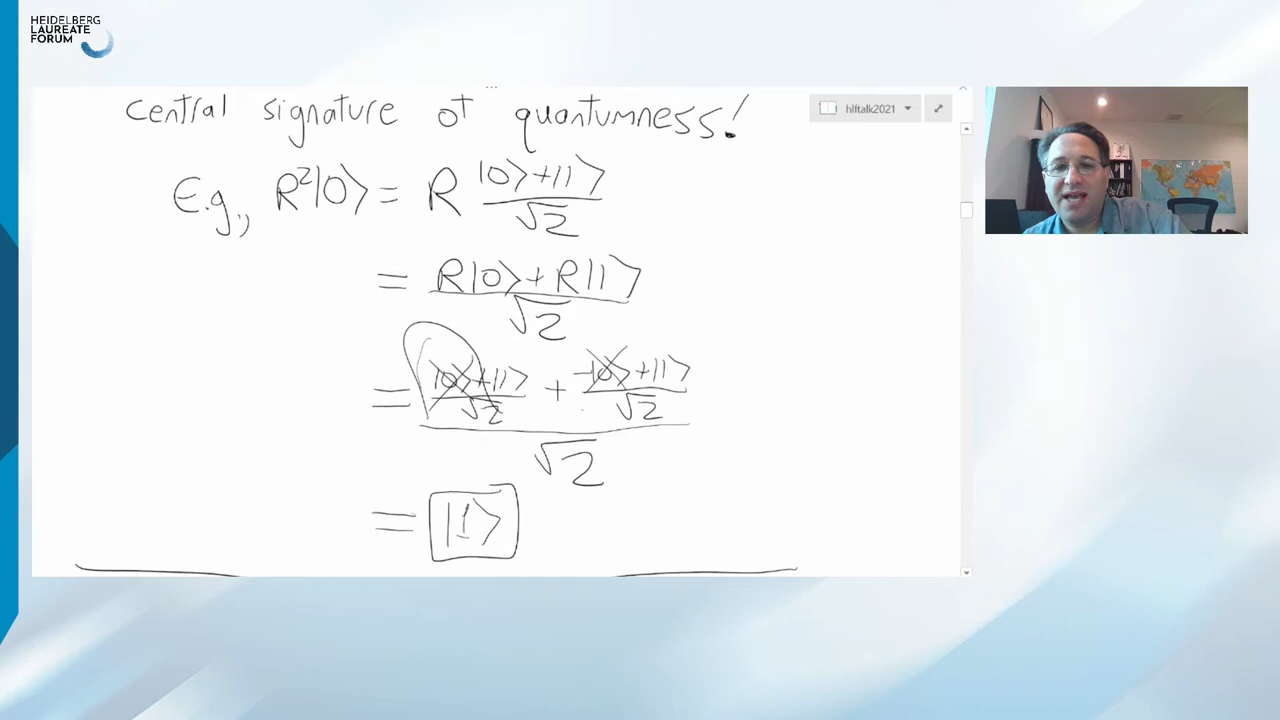 HEIDELBERG
LAUREATE
FORUM
central signature of quantumness!
hlftalk2021
E.g., R²|0⟩ = R (|0⟩+|1⟩)/√2
= (R|0⟩+R|1⟩)/√2
= ((|0⟩+|1⟩)/√2 + (-|0⟩+|1⟩)/√2)/√2
= |1⟩